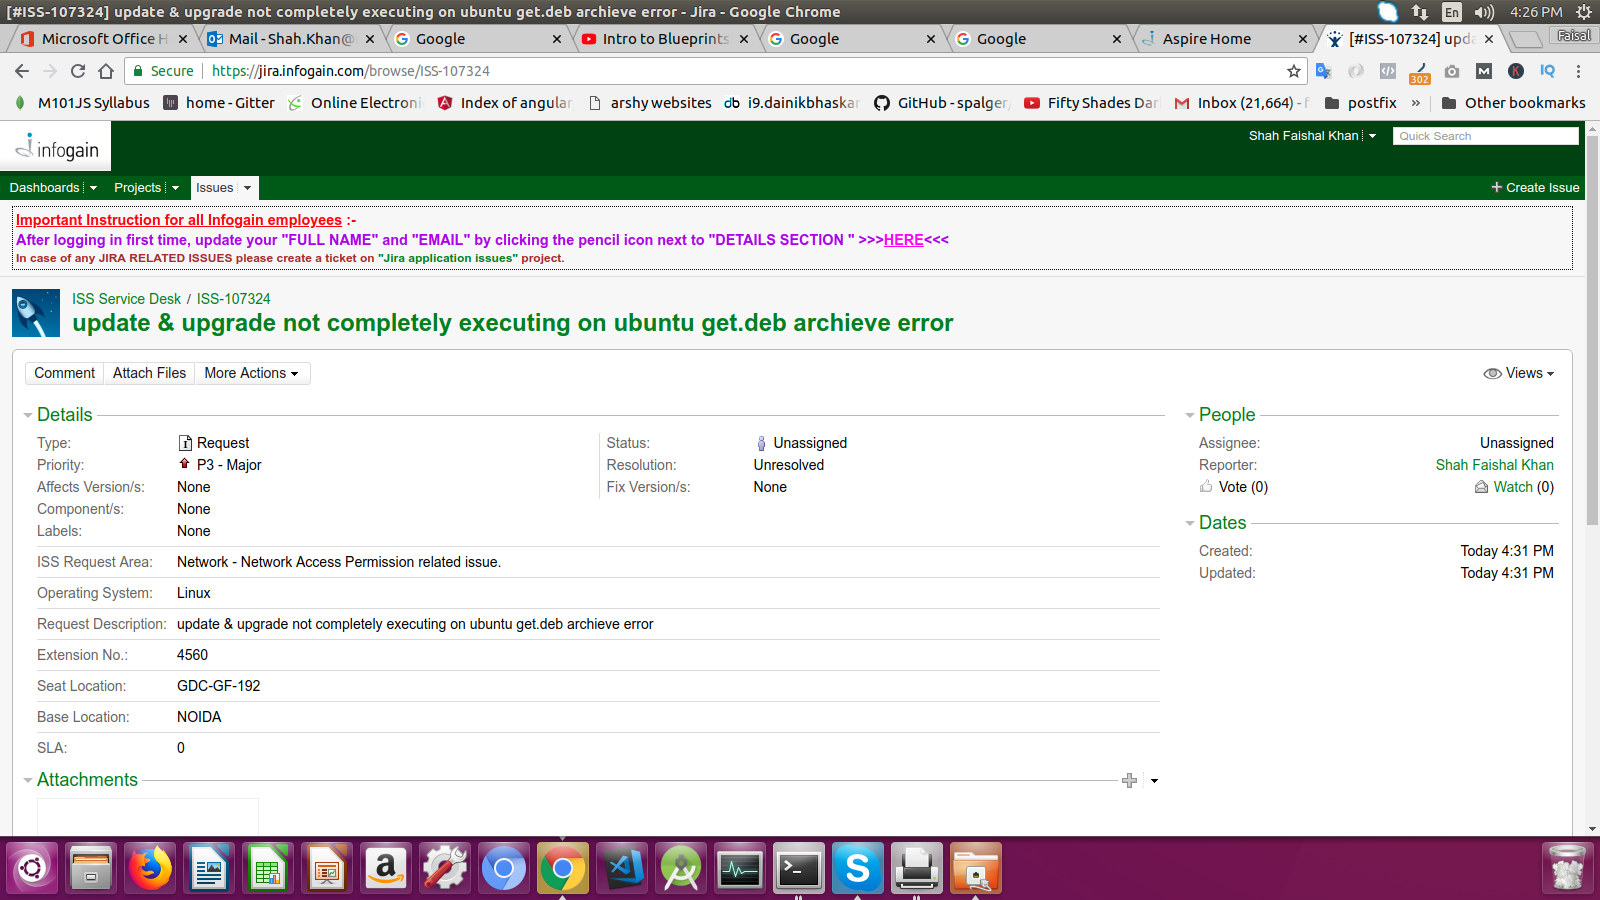 [#ISS-107324] update & upgrade not completely executing on ubuntu get.deb archieve error - Jira - Google Chrome
En
4:26 PM
Microsoft Office H
Mail - Shah.Khan@
Google
Intro to Blueprints
Google
Google
Aspire Home
[#ISS-107324] upda
Faisal
Secure
https://jira.infogain.com/browse/ISS-107324
302
M
K
IQ
M101JS Syllabus
home - Gitter
Online Electroni
Index of angular
arshy websites
db i9.dainikbhaskar
GitHub - spalger/
Fifty Shades Dar
Inbox (21,664) - f
postfix
»
Other bookmarks
infogain
Shah Faishal Khan
Quick Search
Dashboards
Projects
Issues
+ Create Issue
Important Instruction for all Infogain employees :-
After logging in first time, update your "FULL NAME" and "EMAIL" by clicking the pencil icon next to "DETAILS SECTION " >>>HERE<<<
In case of any JIRA RELATED ISSUES please create a ticket on "Jira application issues" project.
ISS Service Desk / ISS-107324
update & upgrade not completely executing on ubuntu get.deb archieve error
Comment
Attach Files
More Actions
Views
Details
Type: Request
Priority: P3 - Major
Affects Version/s: None
Component/s: None
Labels: None
Status: Unassigned
Resolution: Unresolved
Fix Version/s: None
ISS Request Area: Network - Network Access Permission related issue.
Operating System: Linux
Request Description: update & upgrade not completely executing on ubuntu get.deb archieve error
Extension No.: 4560
Seat Location: GDC-GF-192
Base Location: NOIDA
SLA: 0
Attachments
People
Assignee: Unassigned
Reporter: Shah Faishal Khan
Vote (0)
Watch (0)
Dates
Created: Today 4:31 PM
Updated: Today 4:31 PM